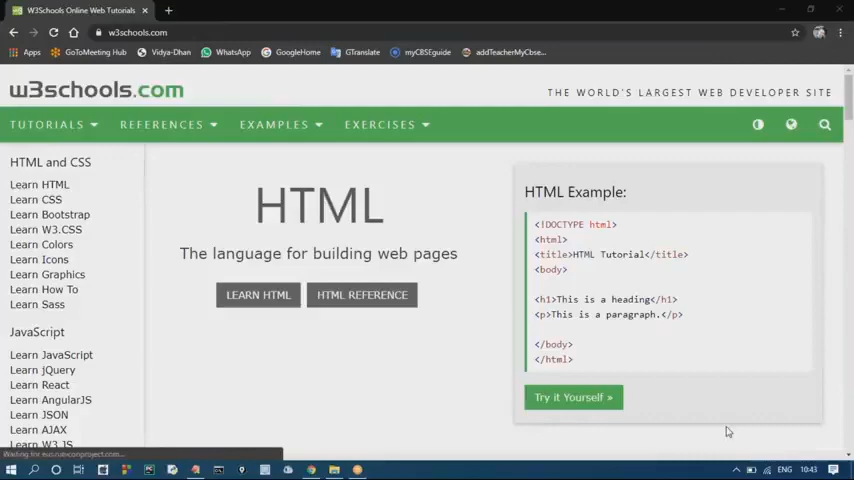 W3Schools Online Web Tutorials
w3schools.com
Apps GoToMeeting Hub Vidya-Dhan WhatsApp GoogleHome GTranslate myCBSEguide addTeacherMyCbse...
w3schools.com
THE WORLD'S LARGEST WEB DEVELOPER SITE
TUTORIALS REFERENCES EXAMPLES EXERCISES
HTML and CSS
Learn HTML
Learn CSS
Learn Bootstrap
Learn W3.CSS
Learn Colors
Learn Icons
Learn Graphics
Learn How To
Learn Sass
JavaScript
Learn JavaScript
Learn jQuery
Learn React
Learn AngularJS
Learn JSON
Learn AJAX
Learn W3.JS
HTML
The language for building web pages
LEARN HTML HTML REFERENCE
HTML Example:
<!DOCTYPE html>
<html>
<title>HTML Tutorial</title>
<body>
<h1>This is a heading</h1>
<p>This is a paragraph.</p>
</body>
</html>
Try it Yourself »
Waiting for
ENG 10:43